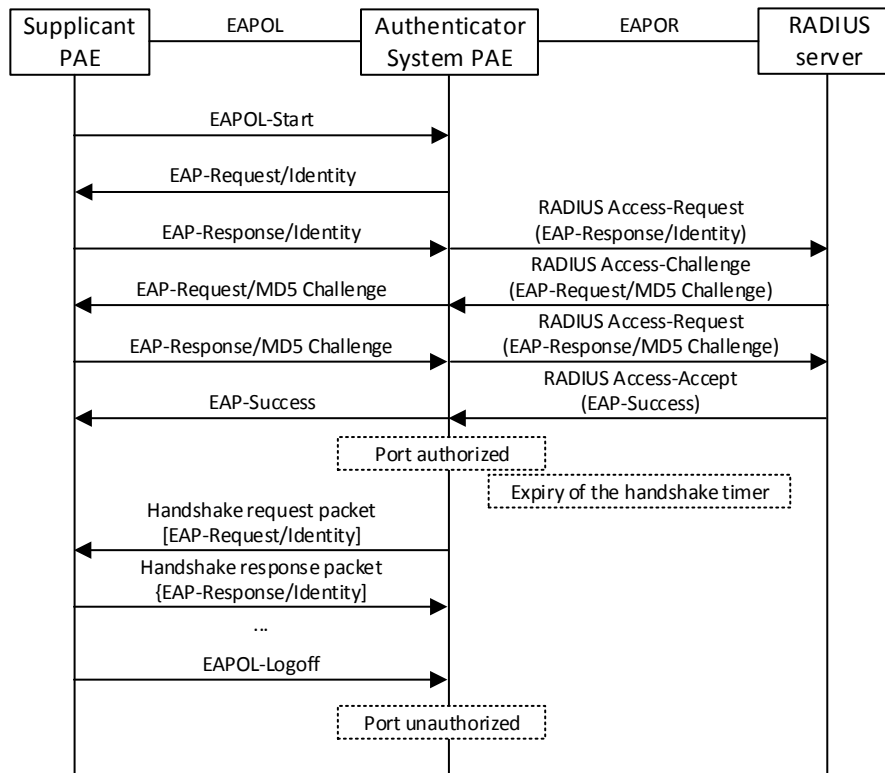 Supplicant
PAE
EAPOL
Authenticator
System PAE
EAPOR
RADIUS
server
EAPOL-Start
EAP-Request/Identity
EAP-Response/Identity
RADIUS Access-Request
(EAP-Response/Identity)
EAP-Request/MD5 Challenge
RADIUS Access-Challenge
(EAP-Request/MD5 Challenge)
EAP-Response/MD5 Challenge
RADIUS Access-Request
(EAP-Response/MD5 Challenge)
EAP-Success
RADIUS Access-Accept
(EAP-Success)
Port authorized
Expiry of the handshake timer
Handshake request packet
[EAP-Request/Identity]
Handshake response packet
{EAP-Response/Identity]
...
EAPOL-Logoff
Port unauthorized